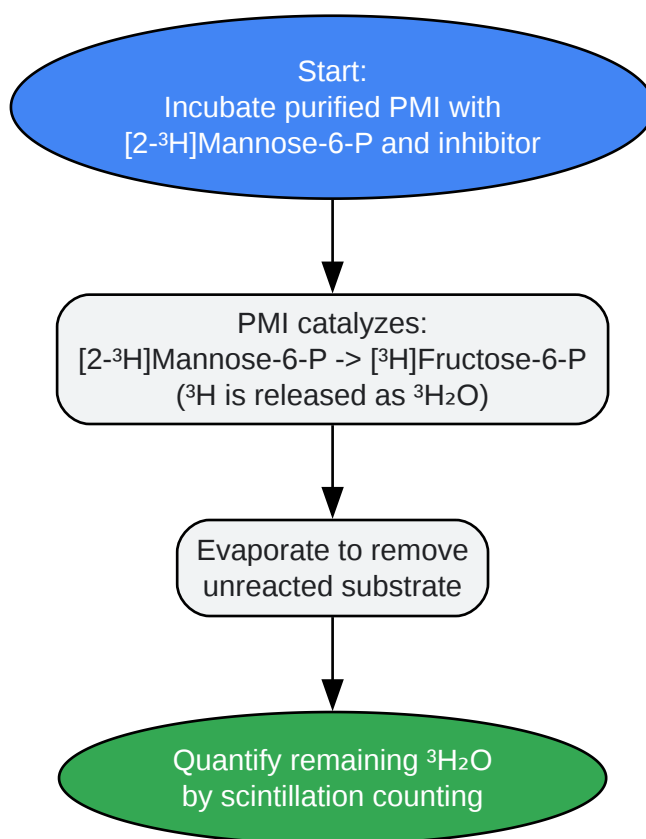 Start:
Incubate purified PMI with
[2-³H]Mannose-6-P and inhibitor
PMI catalyzes:
[2-³H]Mannose-6-P -> [³H]Fructose-6-P
(³H is released as ³H₂O)
Evaporate to remove
unreacted substrate
Quantify remaining ³H₂O
by scintillation counting